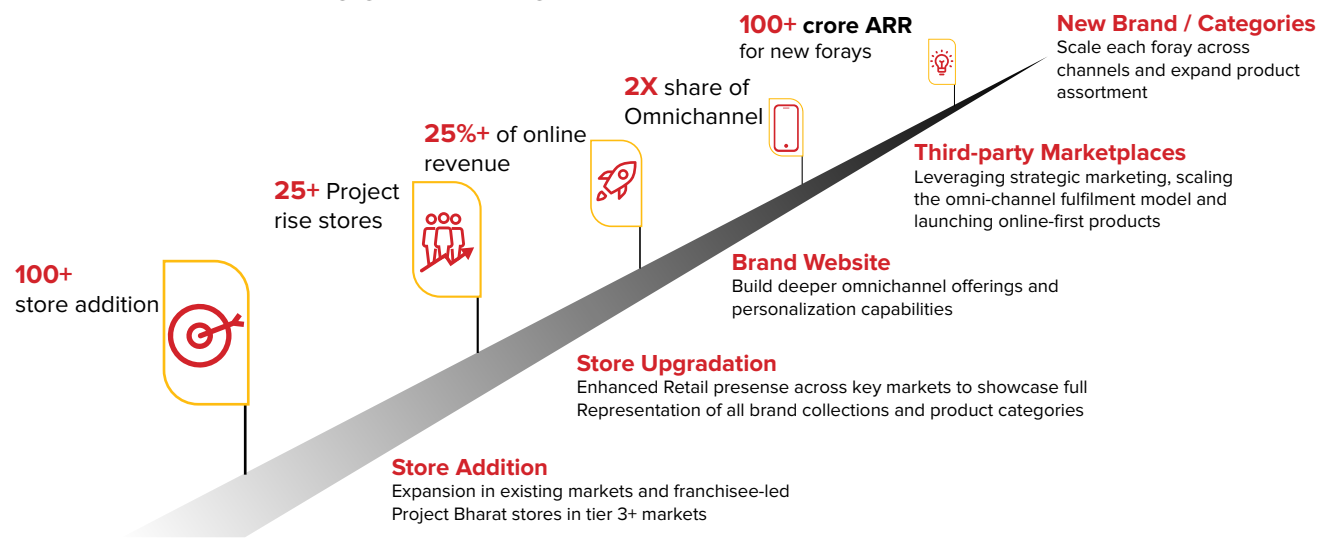 100+ crore ARR
for new forays
New Brand / Categories
Scale each foray across
channels and expand product
assortment
2X share of
Omnichannel
25%+ of online
revenue
Third-party Marketplaces
Leveraging strategic marketing, scaling
the omni-channel fulfilment model and
launching online-first products
25+ Project
rise stores
Brand Website
Build deeper omnichannel offerings and
personalization capabilities
100+
store addition
Store Upgradation
Enhanced Retail presense across key markets to showcase full
Representation of all brand collections and product categories
Store Addition
Expansion in existing markets and franchisee-led
Project Bharat stores in tier 3+ markets